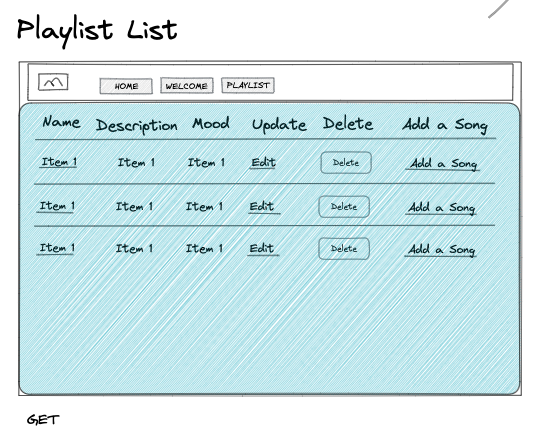 Playlist List
HOME WELCOME PLAYLIST
Name Description Mood Update Delete Add a Song
Item 1 Item 1 Item 1 Edit Delete Add a Song
Item 1 Item 1 Item 1 Edit Delete Add a Song
Item 1 Item 1 Item 1 Edit Delete Add a Song
GET